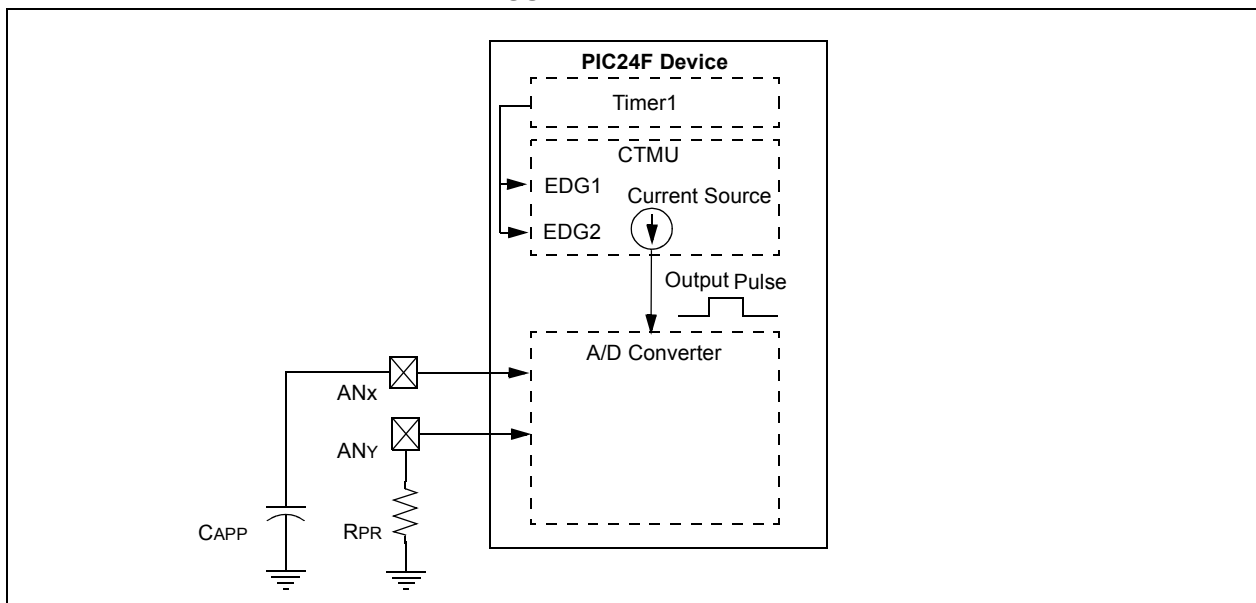 PIC24F Device
Timer1
CTMU
EDG1
Current Source
EDG2
Output Pulse
A/D Converter
ANX
ANY
CAPP
RPR